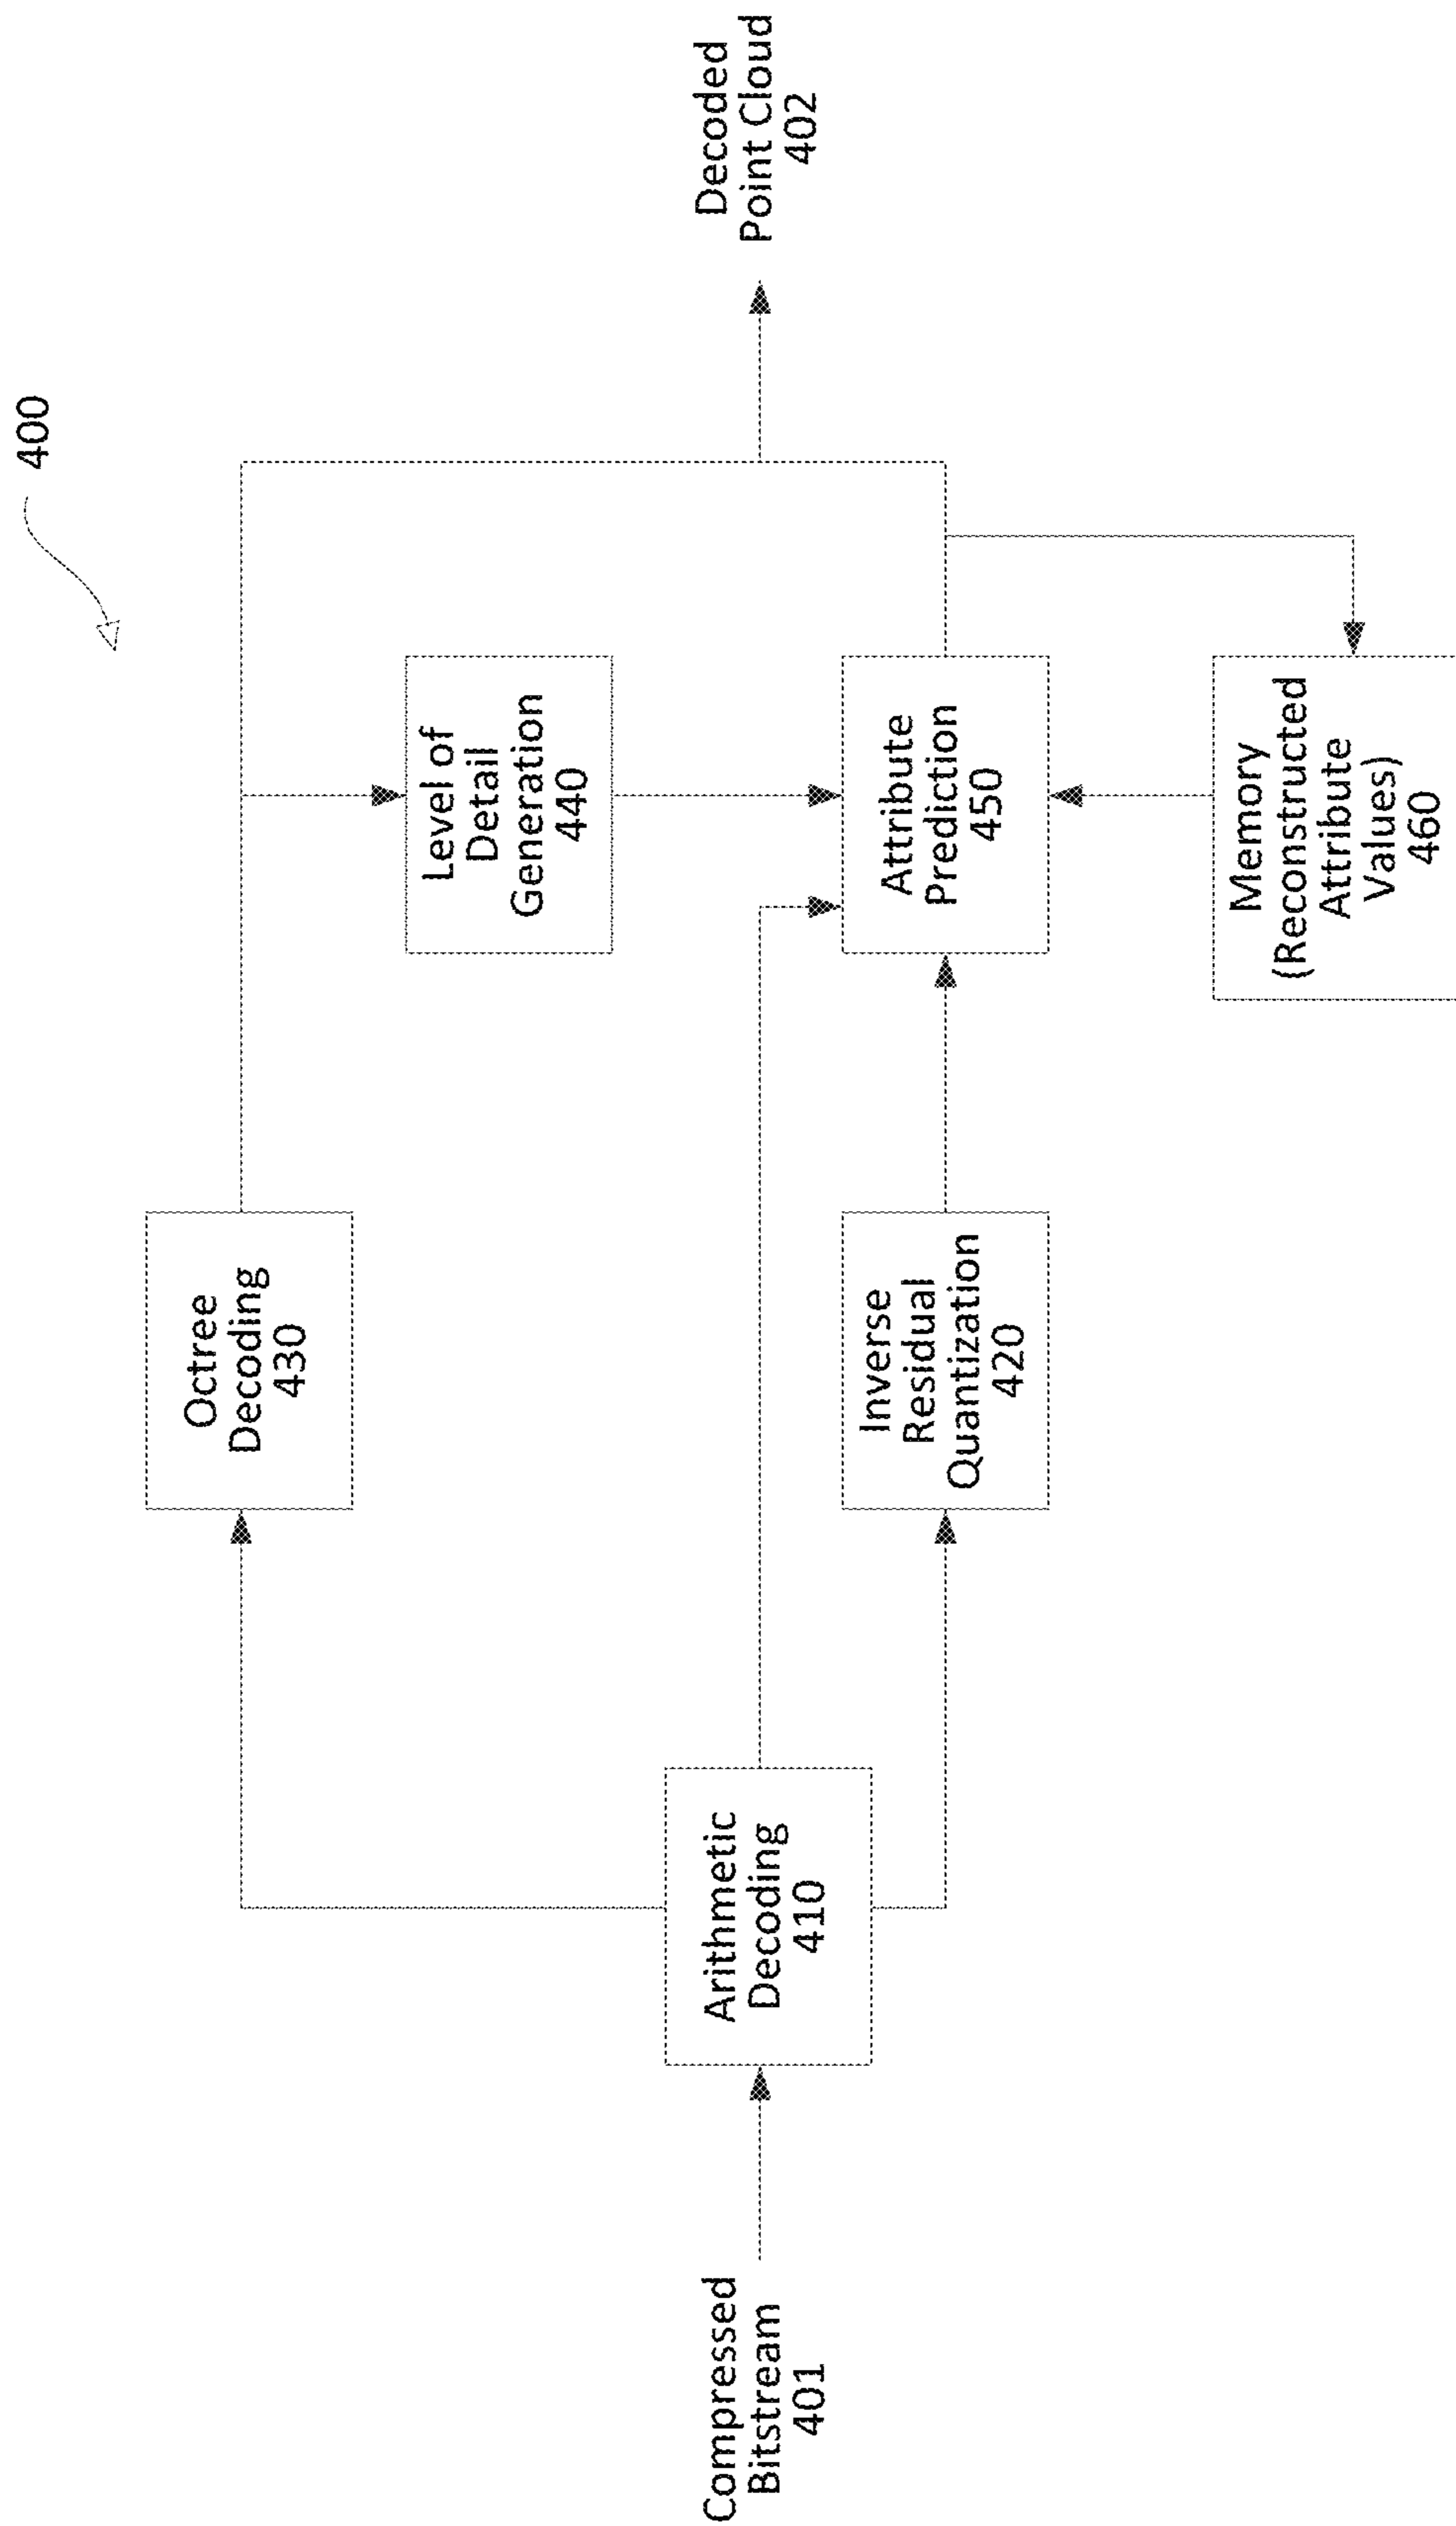 400
Compressed
Bitstream
401
Arithmetic
Decoding
410
Octree
Decoding
430
Inverse
Residual
Quantization
420
Level of
Detail
Generation
440
Attribute
Prediction
450
Memory
(Reconstructed
Attribute
Values)
460
Decoded
Point Cloud
402